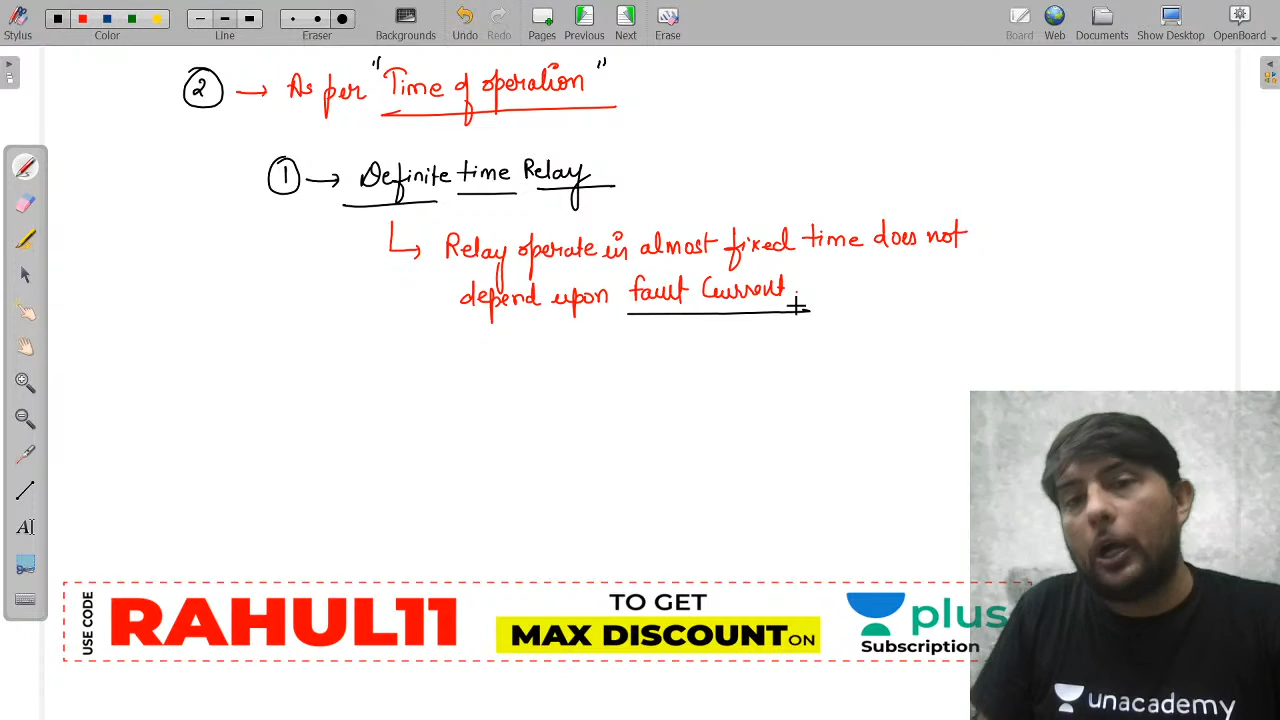 Stylus
Color
Line
Eraser
Backgrounds
Undo
Redo
Pages
Previous
Next
Erase
Board
Web
Documents
Show Desktop
OpenBoard
2 → As per "Time of operation"
1 → Definite time Relay
↳ Relay operate in almost fixed time does not
depend upon fault Current.
USE CODE
RAHUL11
TO GET
MAX DISCOUNT ON
plus
Subscription
unacademy